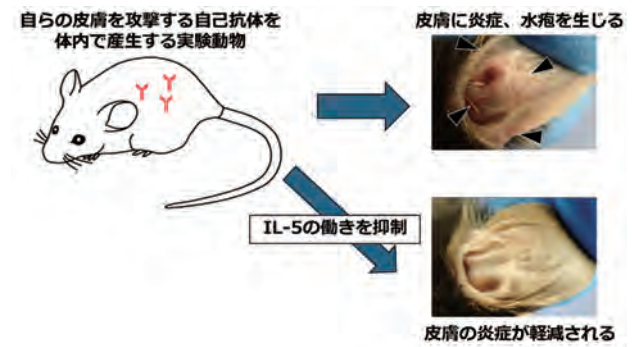 自らの皮膚を攻撃する自己抗体を
体内で産生する実験動物
皮膚に炎症、水疱を生じる
IL-5の働きを抑制
皮膚の炎症が軽減される